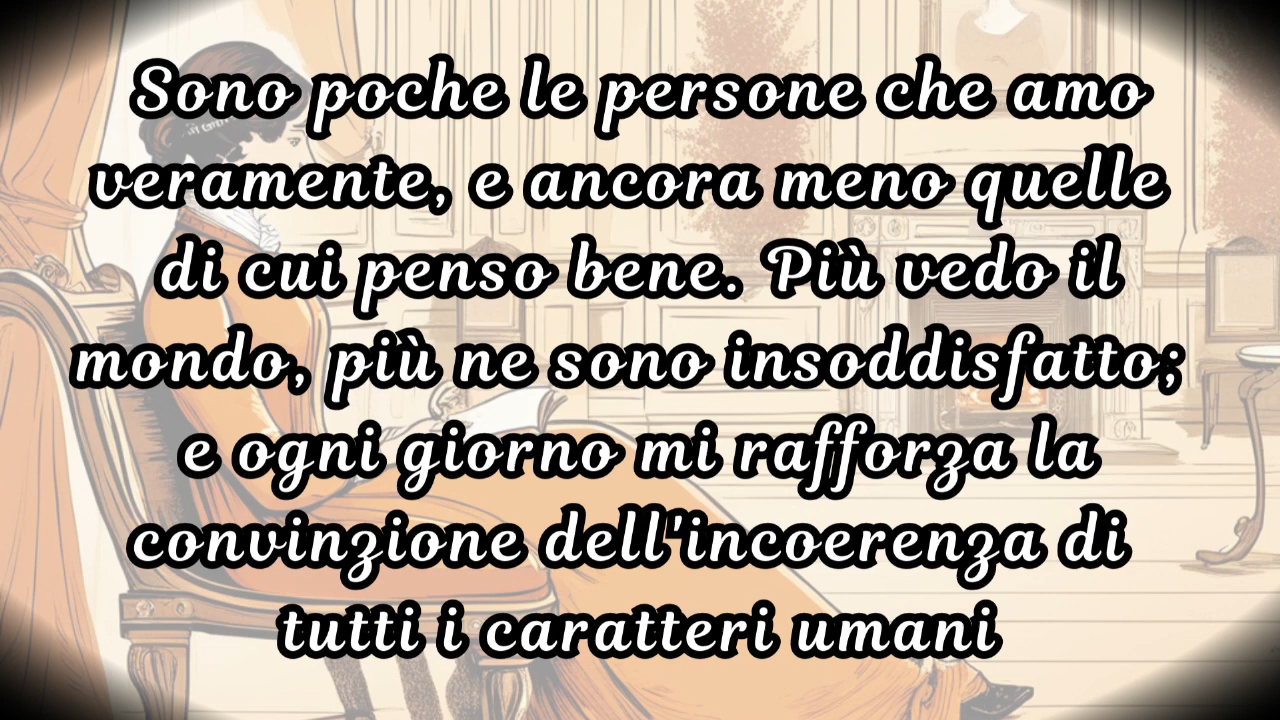 Sono poche le persone che amo
veramente, e ancora meno quelle
di cui penso bene. Più vedo il
mondo, più ne sono insoddisfatto;
e ogni giorno mi rafforza la
convinzione dell'incoerenza di
tutti i caratteri umani